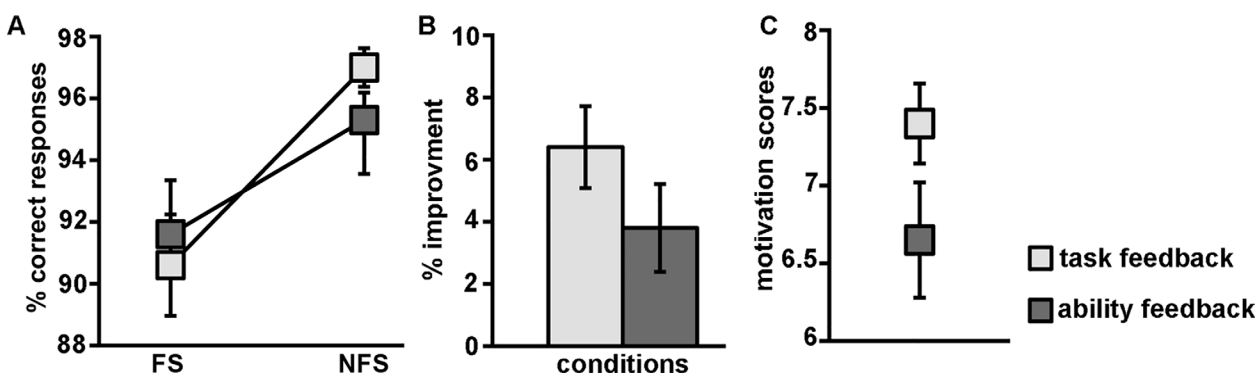 A
% correct responses
98
96
94
92
90
88
FS
NFS
B
% improvment
10
8
6
4
2
0
conditions
C
motivation scores
8
7.5
7
6.5
6
task feedback
ability feedback